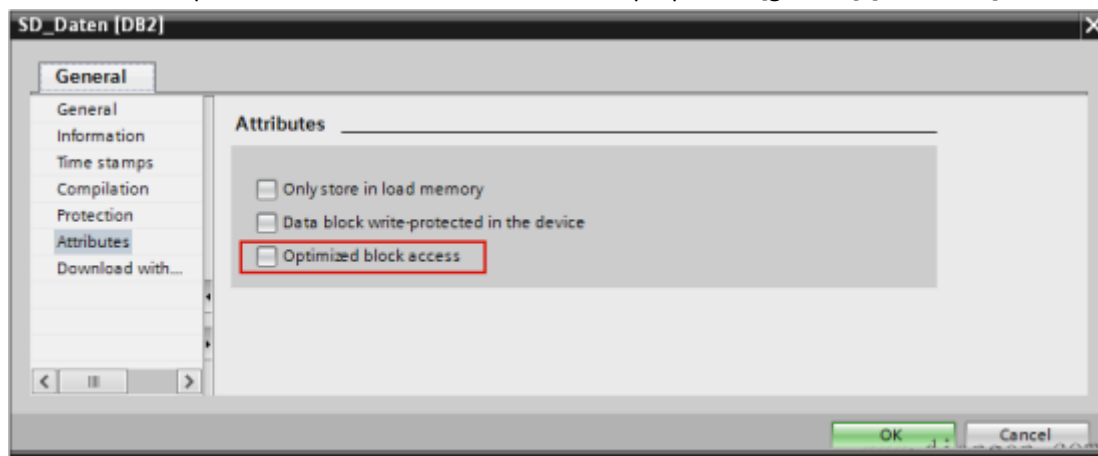 SD_Daten [DB2]
General
General
Information
Time stamps
Compilation
Protection
Attributes
Download with...
Attributes
Only store in load memory
Data block write-protected in the device
Optimized block access
OK
Cancel